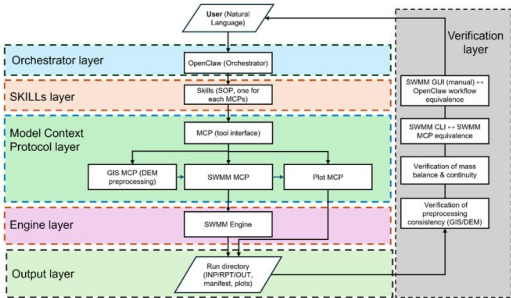 User (Natural
Language)
Verification
layer
Orchestrator layer
OpenClaw (Orchestrator)
SKILLs layer
Skills (SOP, one for
each MCPs)
Model Context
Protocol layer
MCP (tool interface)
GIS MCP (DEM
preprocessing)
SWMM MCP
Plot MCP
Engine layer
SWMM Engine
Output layer
Run directory
(INP/RPT/OUT,
manifest, plots)
SWMM GUI (manual) ↔
OpenClaw workflow
equivalence
SWMM CLI ↔ SWMM
MCP equivalence
Verification of mass
balance & continuity
Verification of
preprocessing
consistency (GIS/DEM)